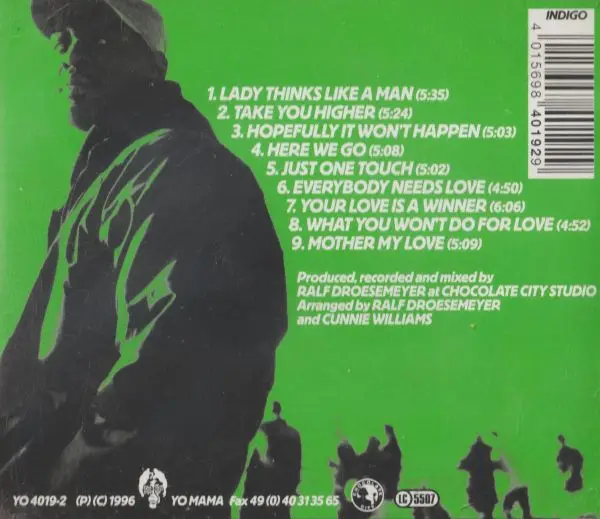 INDIGO
4 015698 401929
1. LADY THINKS LIKE A MAN (5:35)
2. TAKE YOU HIGHER (5:24)
3. HOPEFULLY IT WON'T HAPPEN (5:03)
4. HERE WE GO (5:08)
5. JUST ONE TOUCH (5:02)
6. EVERYBODY NEEDS LOVE (4:50)
7. YOUR LOVE IS A WINNER (6:06)
8. WHAT YOU WON'T DO FOR LOVE (4:52)
9. MOTHER MY LOVE (5:09)
Produced, recorded and mixed by
RALF DROESEMEYER at CHOCOLATE CITY STUDIO
Arranged by RALF DROESEMEYER
and CUNNIE WILLIAMS
YO 4019-2 (P) (C) 1996 YO MAMA Fax 49 (0) 40 31 35 65 CHOCOLATE CITY LC 5507